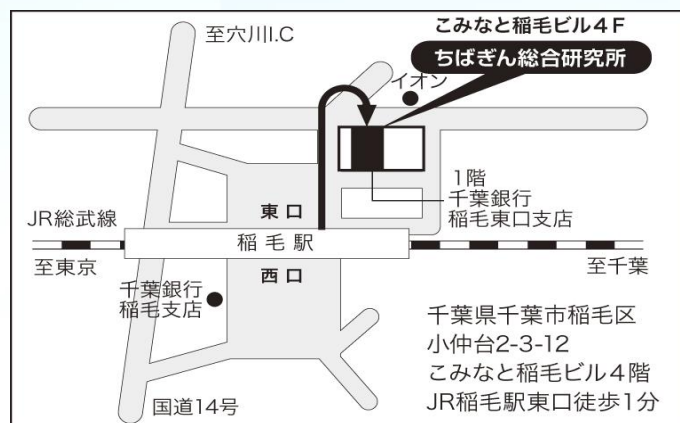 こみなと稲毛ビル４Ｆ
ちばぎん総合研究所
至穴川I.C
イオン
1階
千葉銀行
稲毛東口支店
東口
JR総武線
稲毛駅
至東京
至千葉
西口
千葉銀行
稲毛支店
国道14号
千葉県千葉市稲毛区
小仲台2-3-12
こみなと稲毛ビル４階
JR稲毛駅東口徒歩1分